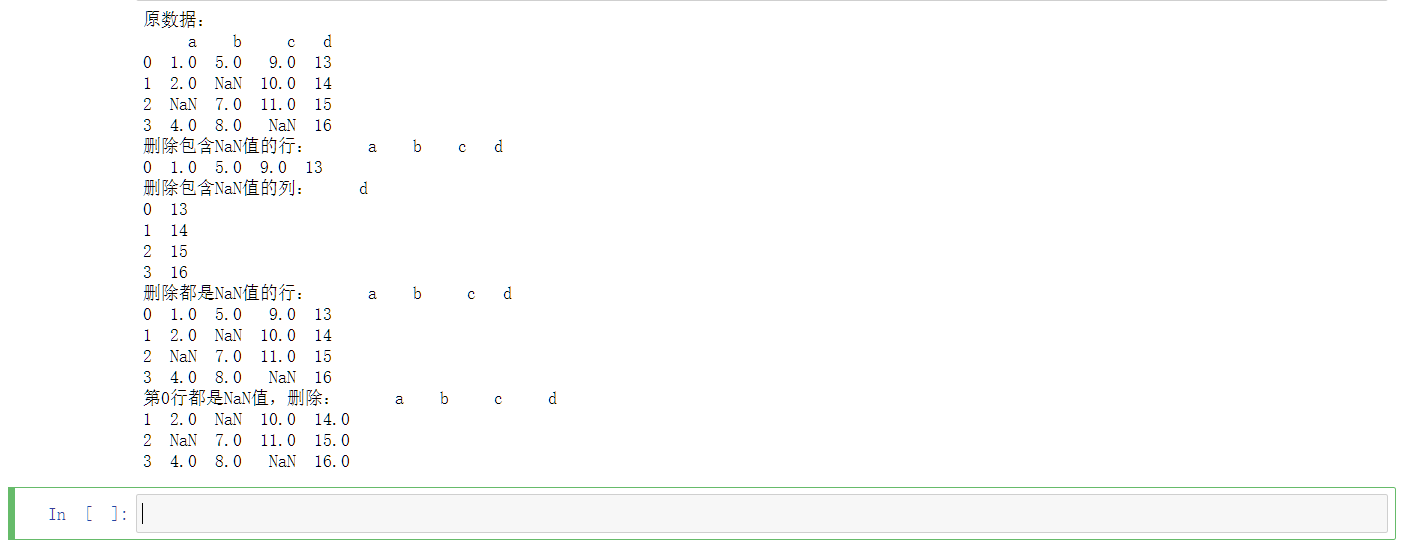 原数据：
     a    b     c   d
0  1.0  5.0   9.0  13
1  2.0  NaN  10.0  14
2  NaN  7.0  11.0  15
3  4.0  8.0   NaN  16
删除包含NaN值的行：      a    b    c   d
0  1.0  5.0  9.0  13
删除包含NaN值的列：     d
0  13
1  14
2  15
3  16
删除都是NaN值的行：      a    b     c   d
0  1.0  5.0   9.0  13
1  2.0  NaN  10.0  14
2  NaN  7.0  11.0  15
3  4.0  8.0   NaN  16
第0行都是NaN值，删除：      a    b     c     d
1  2.0  NaN  10.0  14.0
2  NaN  7.0  11.0  15.0
3  4.0  8.0   NaN  16.0
In [ ]: